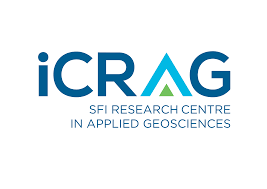 iCRAG
SFI RESEARCH CENTRE
IN APPLIED GEOSCIENCES